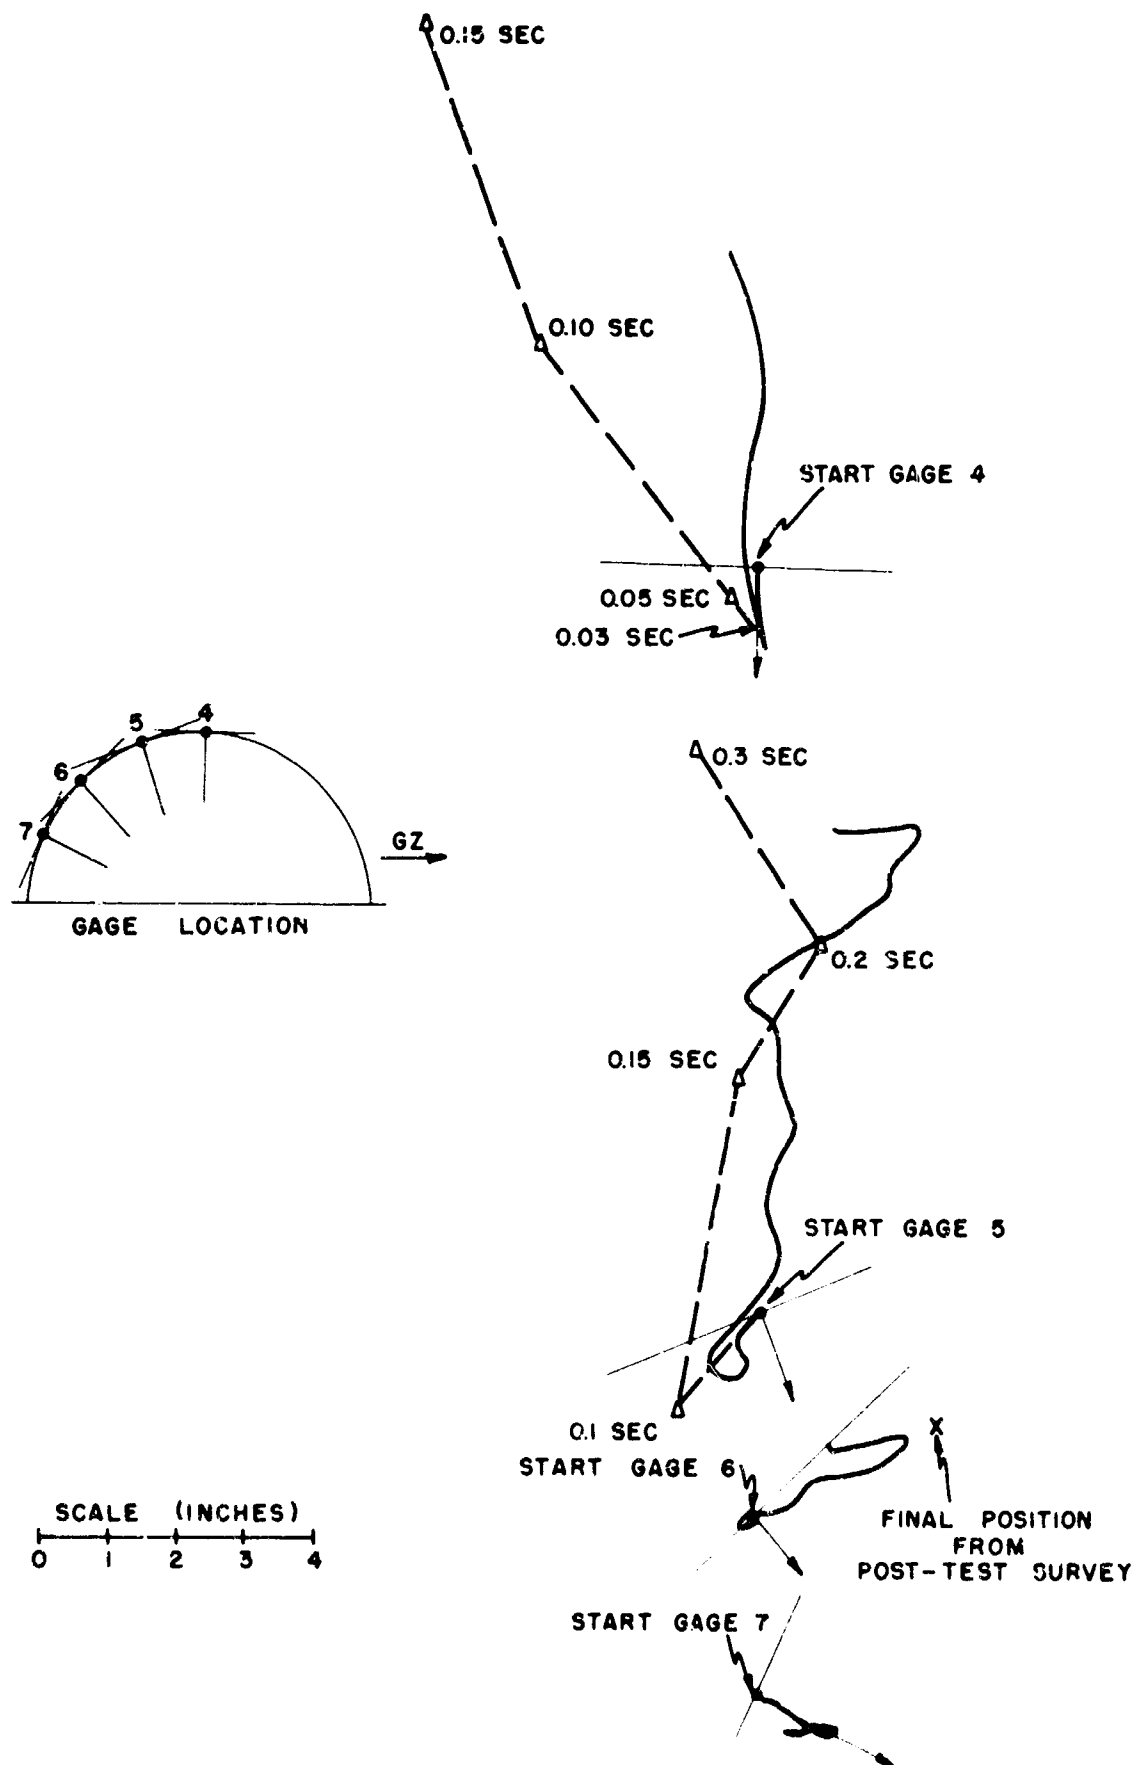 0.15 SEC
0.10 SEC
START GAGE 4
0.05 SEC
0.03 SEC
4
5
6
7
GZ
GAGE LOCATION
0.3 SEC
0.2 SEC
0.15 SEC
START GAGE 5
0.1 SEC
START GAGE 6
X
FINAL POSITION
FROM
POST-TEST SURVEY
SCALE (INCHES)
0 1 2 3 4
START GAGE 7